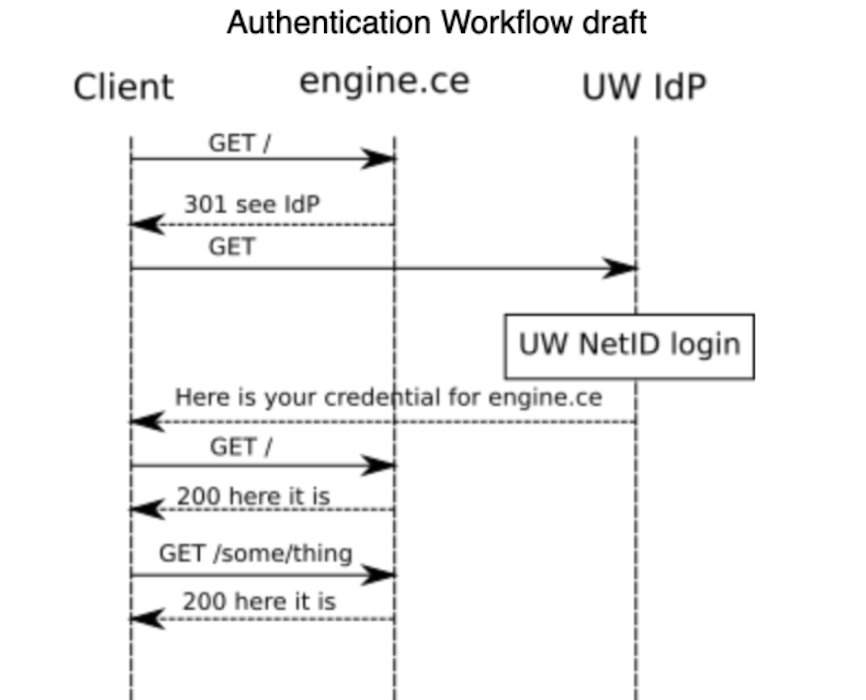 Authentication Workflow draft
Client engine.ce UW IdP
GET /
301 see IdP
GET
UW NetID login
Here is your credential for engine.ce
GET /
200 here it is
GET /some/thing
200 here it is